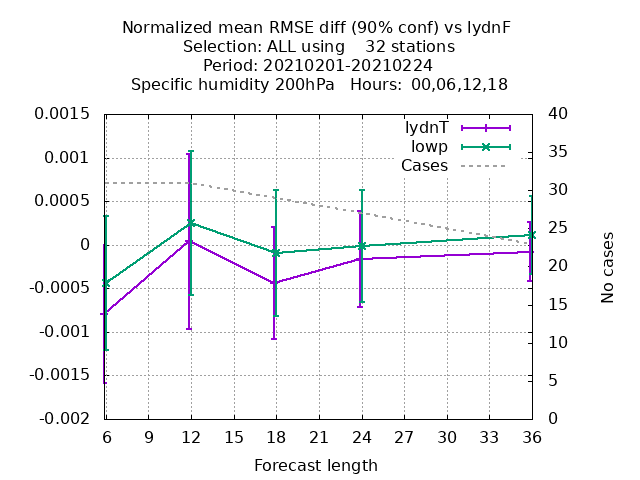 Normalized mean RMSE diff (90% conf) vs lydnF
Selection: ALL using    32 stations
Period: 20210201-20210224
Specific humidity 200hPa   Hours: 00,06,12,18
lydnT
lowp
Cases
0.0015
0.001
0.0005
0
-0.0005
-0.001
-0.0015
-0.002
40
35
30
25
20
15
10
5
0
No cases
6 9 12 15 18 21 24 27 30 33 36
Forecast length